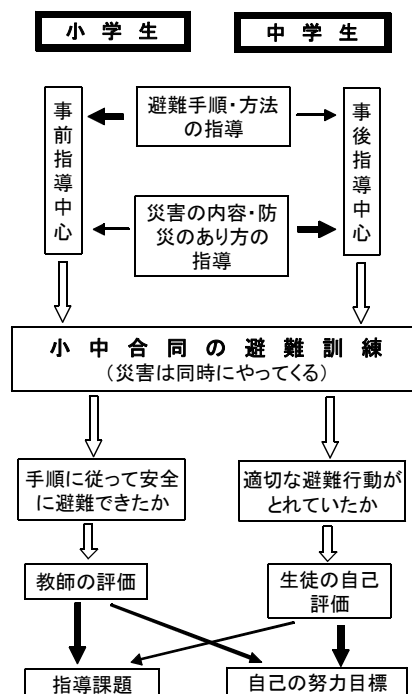 小学生
中学生
事前指導中心
避難手順・方法
の指導
事後指導中心
災害の内容・防
災のあり方の
指導
小中合同の避難訓練
（災害は同時にやってくる）
手順に従って安全
に避難できたか
適切な避難行動が
とれていたか
教師の評価
生徒の自己
評価
指導課題
自己の努力目標